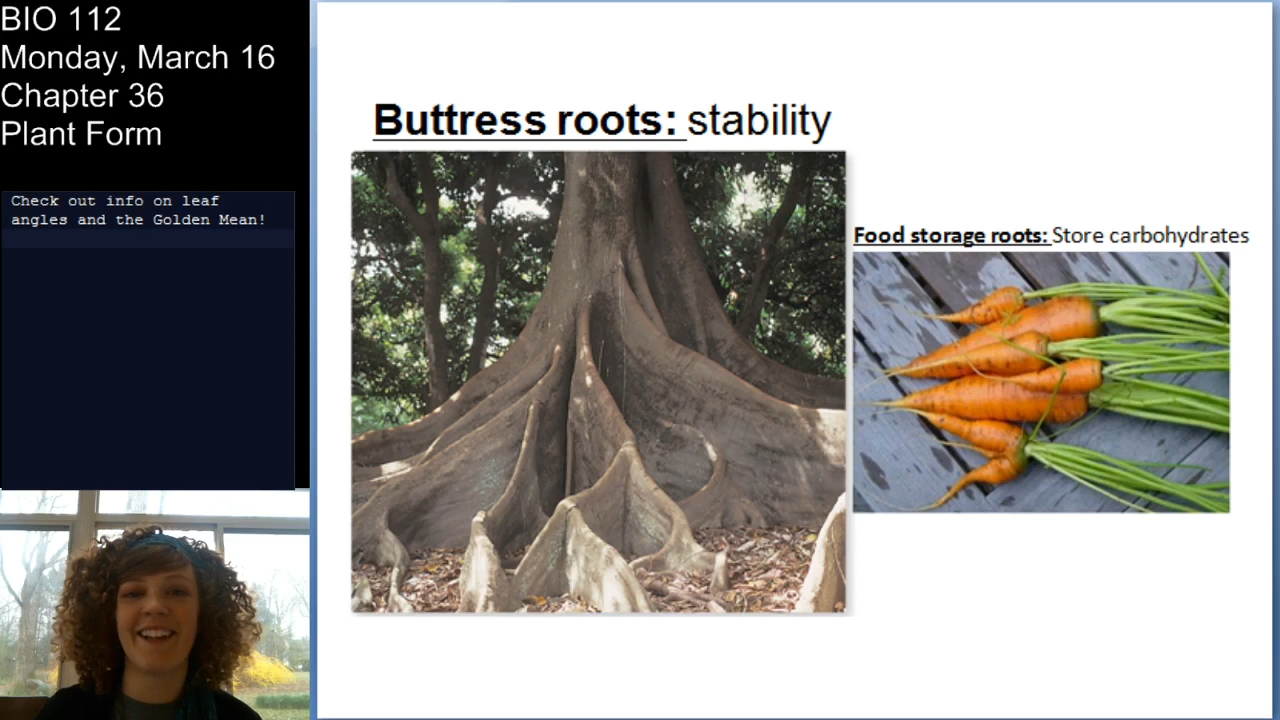 BIO 112
Monday, March 16
Chapter 36
Plant Form
Check out info on leaf
angles and the Golden Mean!
Buttress roots: stability
Food storage roots: Store carbohydrates